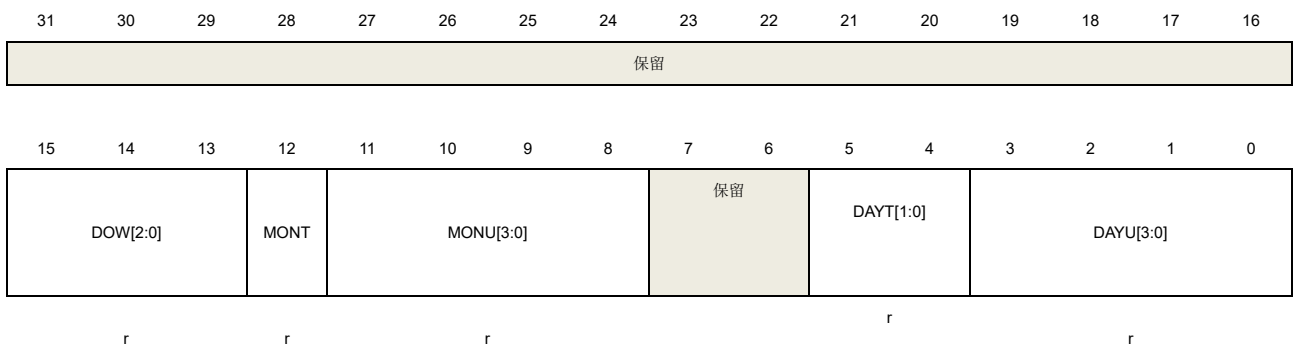 31 30 29 28 27 26 25 24 23 22 21 20 19 18 17 16
保留
15 14 13 12 11 10 9 8 7 6 5 4 3 2 1 0
DOW[2:0] MONT MONU[3:0] 保留 DAYT[1:0] DAYU[3:0]
r r r r r